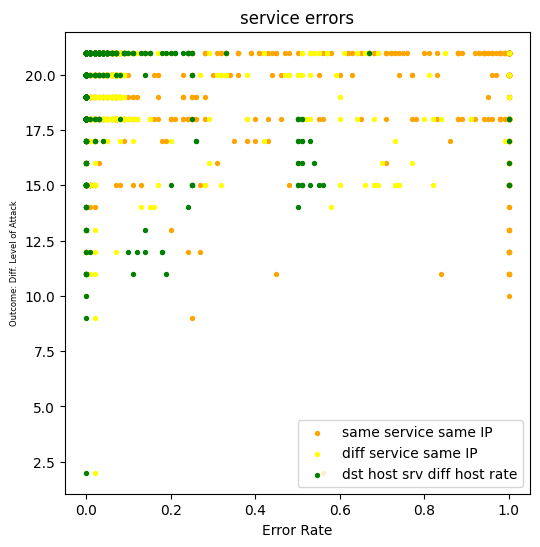 service errors
20.0
17.5
15.0
12.5
10.0
7.5
5.0
2.5
Outcome: Diff. Level of Attack
same service same IP
diff service same IP
dst host srv diff host rate
0.0 0.2 0.4 0.6 0.8 1.0
Error Rate